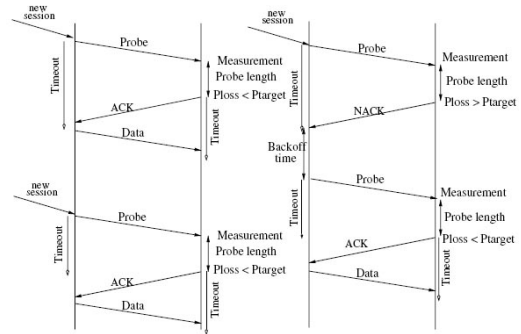 new
session
Probe
Timeout
Measurement
Probe length
Ploss < Ptarget
ACK
Timeout
Data
new
session
Probe
Timeout
Measurement
Probe length
Ploss < Ptarget
ACK
Timeout
Data
new
session
Probe
Timeout
Measurement
Probe length
Ploss > Ptarget
NACK
Backoff
time
Probe
Timeout
Measurement
Probe length
Ploss < Ptarget
ACK
Timeout
Data